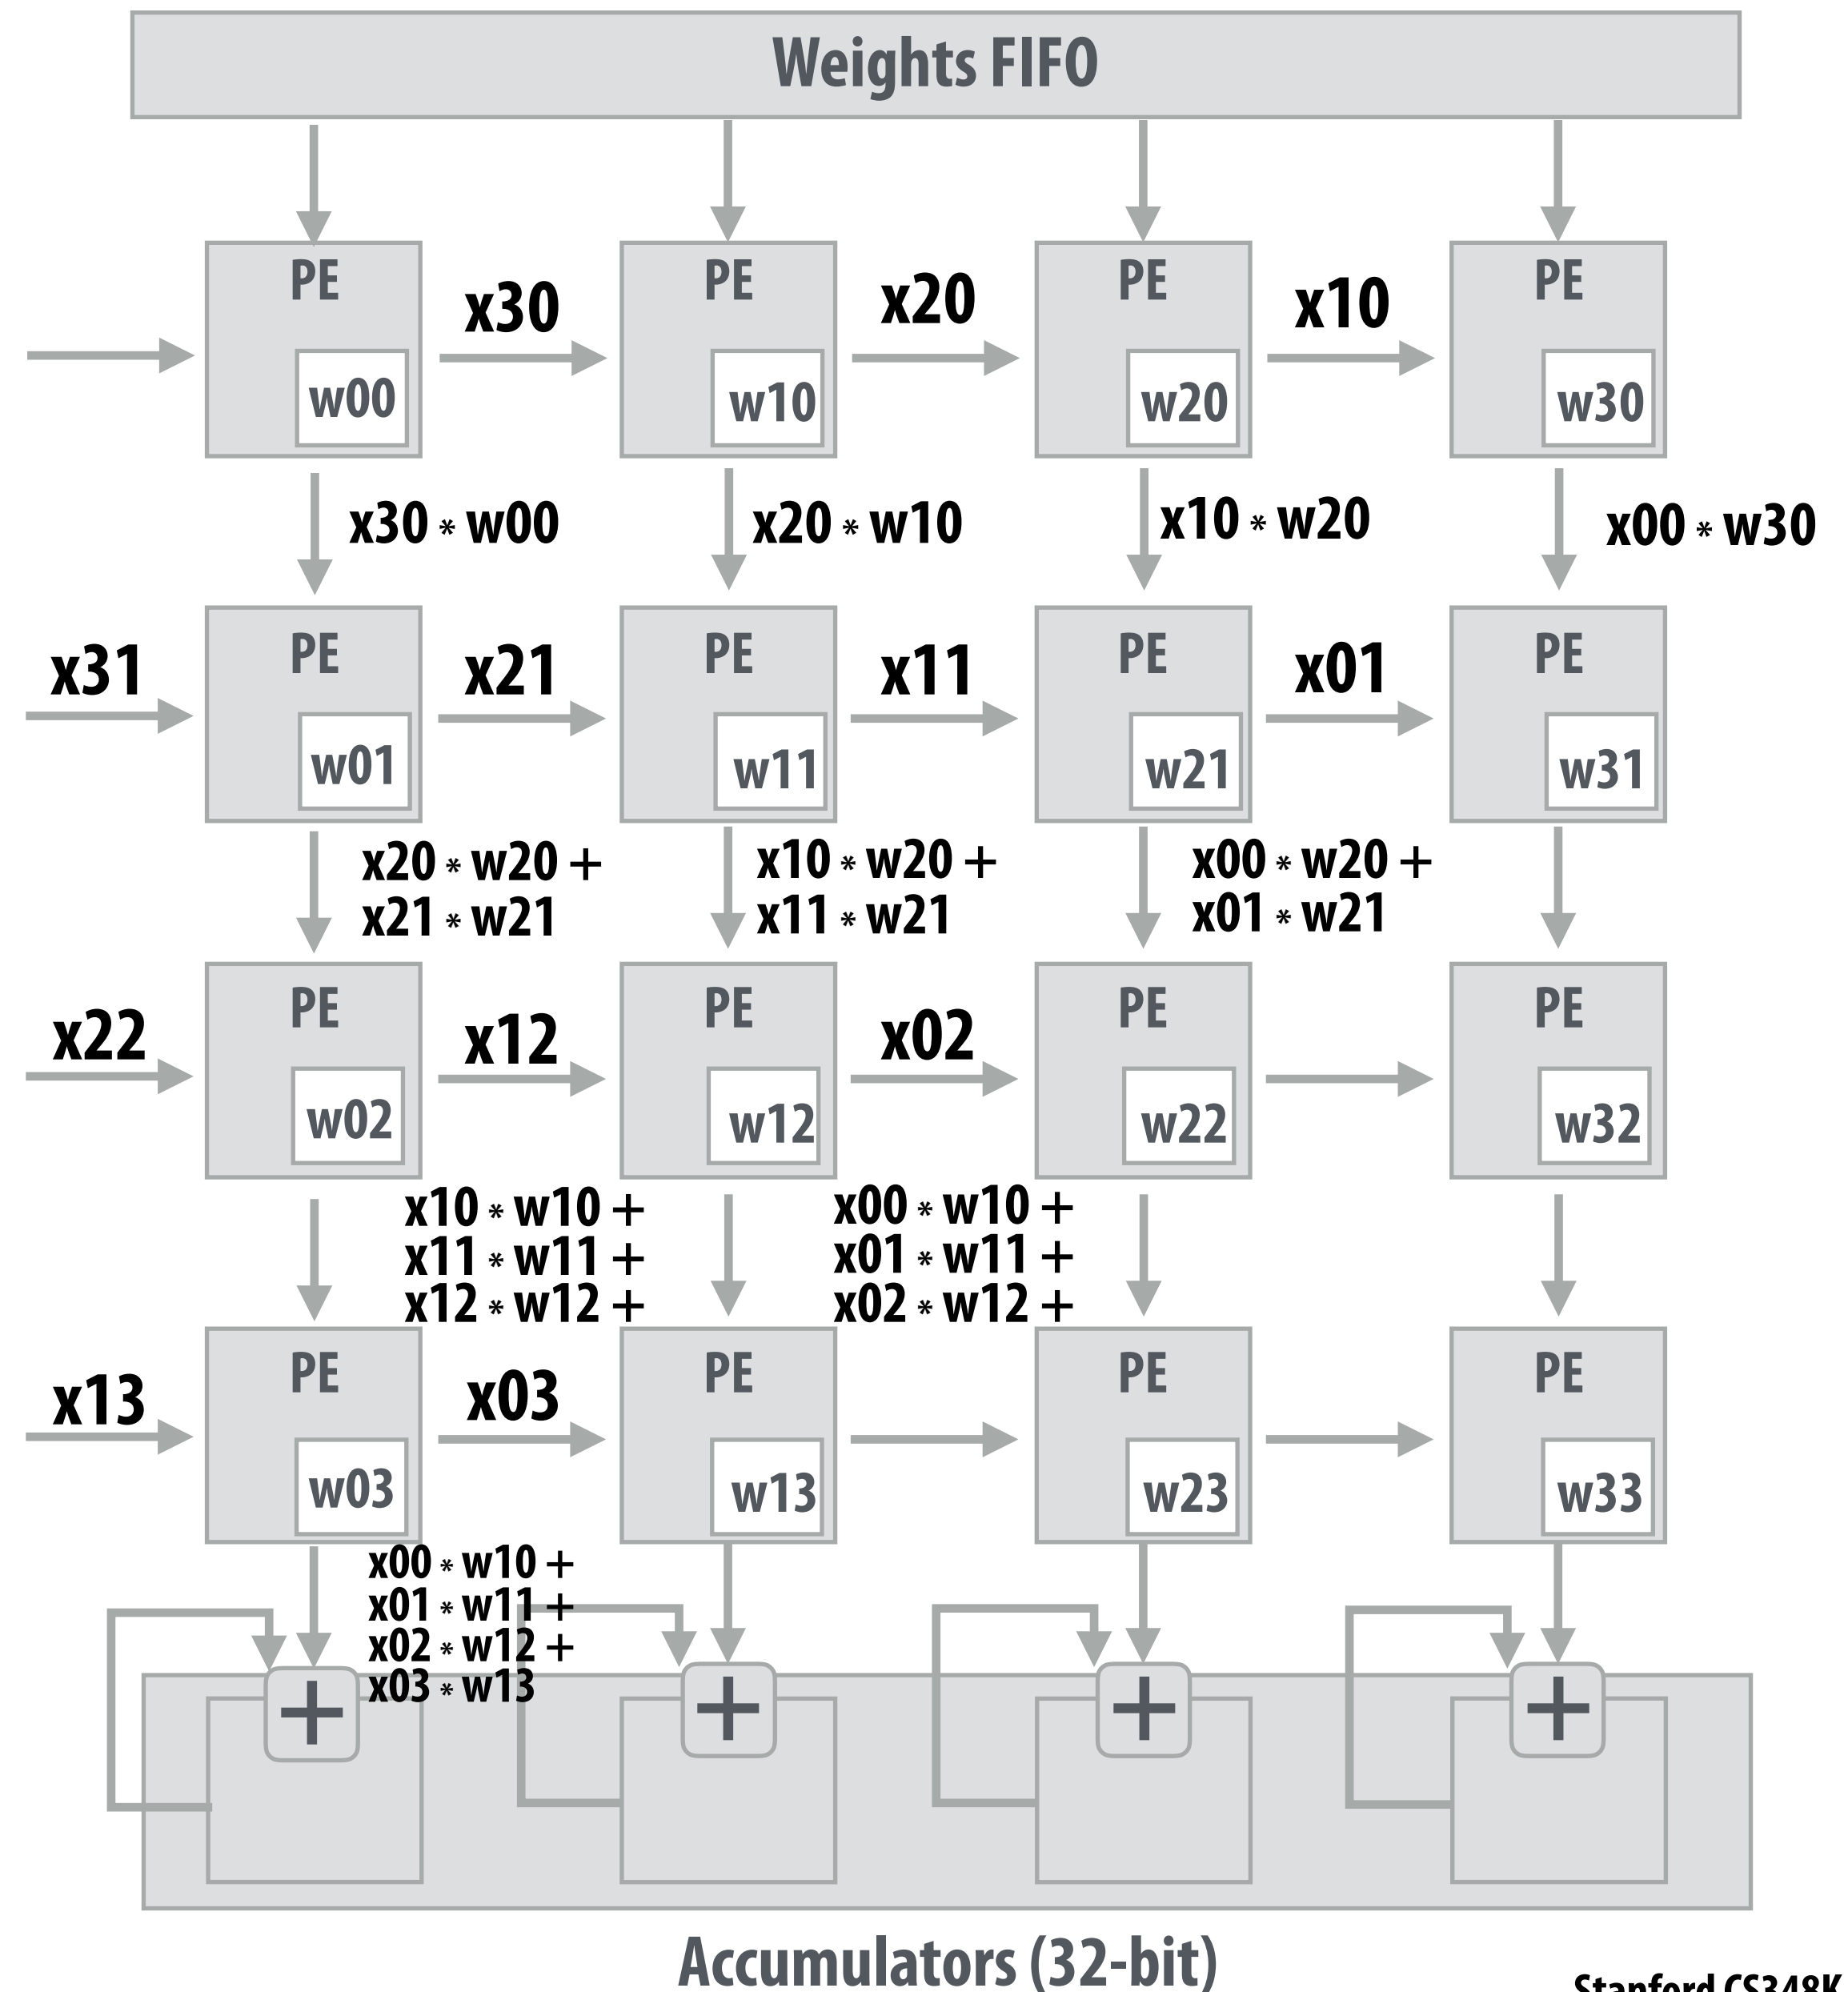 Weights FIFO
PE PE PE PE
x30 x20 x10
w00 w10 w20 w30
x30 * w00 x20 * w10 x10 * w20 x00 * w30
PE PE PE PE
x31 x21 x11 x01
w01 w11 w21 w31
x20 * w20 + x10 * w20 + x00 * w20 +
x21 * w21 x11 * w21 x01 * w21
PE PE PE PE
x22 x12 x02
w02 w12 w22 w32
x10 * w10 + x00 * w10 +
x11 * w11 + x01 * w11 +
x12 * w12 + x02 * w12 +
PE PE PE PE
x13 x03
w03 w13 w23 w33
x00 * w10 +
x01 * w11 +
x02 * w12 +
x03 * w13
+ + + +
Accumulators (32-bit)
Stanford CS348K